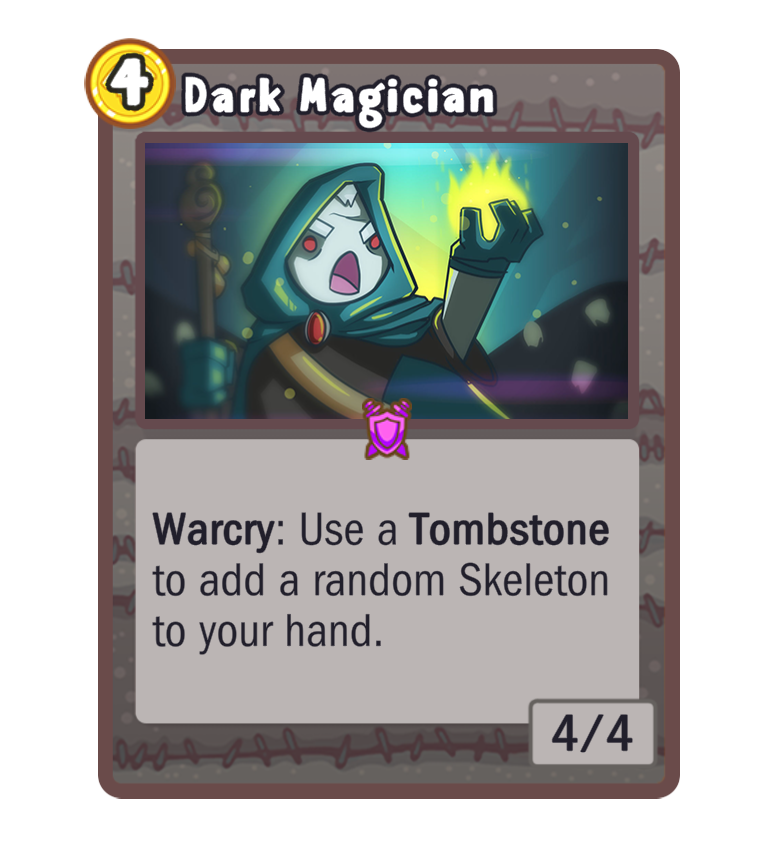 4
Dark Magician
Warcry: Use a Tombstone
to add a random Skeleton
to your hand.
4/4